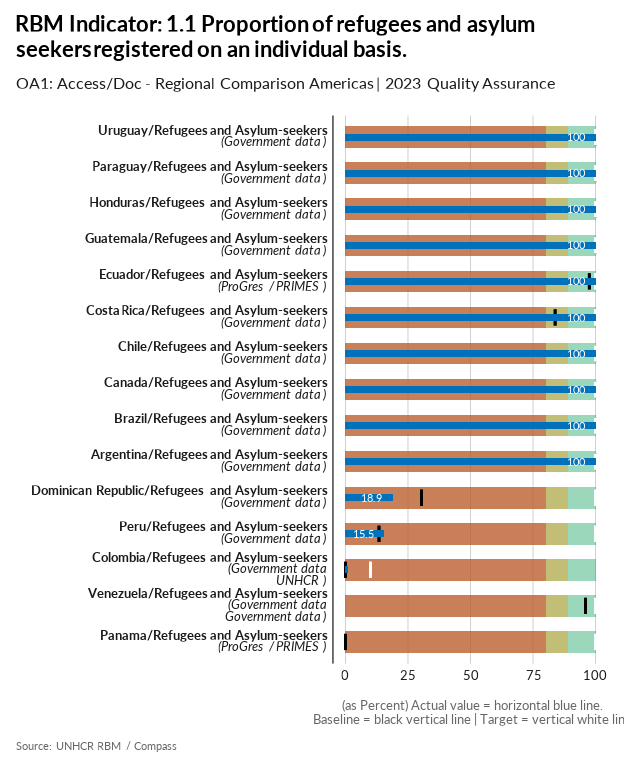 RBM Indicator: 1.1 Proportion of refugees and asylum
seekers registered on an individual basis.
OA1: Access/Doc - Regional Comparison Americas| 2023 Quality Assurance
Uruguay/Refugees and Asylum-seekers
(Government data )
100
Paraguay/Refugees and Asylum-seekers
(Government data )
100
Honduras/Refugees and Asylum-seekers
(Government data )
100
Guatemala/Refugees and Asylum-seekers
(Government data )
100
Ecuador/Refugees and Asylum-seekers
(ProGres / PRIMES )
100
Costa Rica/Refugees and Asylum-seekers
(Government data )
100
Chile/Refugees and Asylum-seekers
(Government data )
100
Canada/Refugees and Asylum-seekers
(Government data )
100
Brazil/Refugees and Asylum-seekers
(Government data )
100
Argentina/Refugees and Asylum-seekers
(Government data )
100
Dominican Republic/Refugees and Asylum-seekers
(Government data )
18.9
Peru/Refugees and Asylum-seekers
(Government data )
15.5
Colombia/Refugees and Asylum-seekers
(Government data
UNHCR )
Venezuela/Refugees and Asylum-seekers
(Government data
Government data )
Panama/Refugees and Asylum-seekers
(ProGres / PRIMES )
0 25 50 75 100
(as Percent) Actual value = horizontal blue line.
Baseline = black vertical line | Target = vertical white lin
Source: UNHCR RBM / Compass